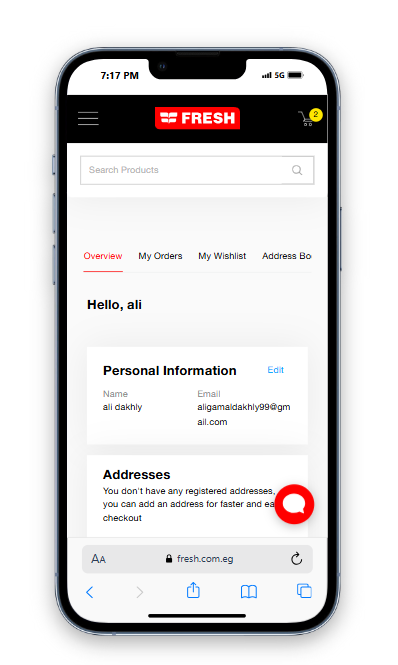 7:17 PM
5G
FRESH
2
Search Products
Overview My Orders My Wishlist Address Bo
Hello, ali
Personal Information Edit
Name Email
ali dakhly aligamaldakhly99@gm
ail.com
Addresses
You don't have any registered addresses,
you can add an address for faster and ea
checkout
AA fresh.com.eg